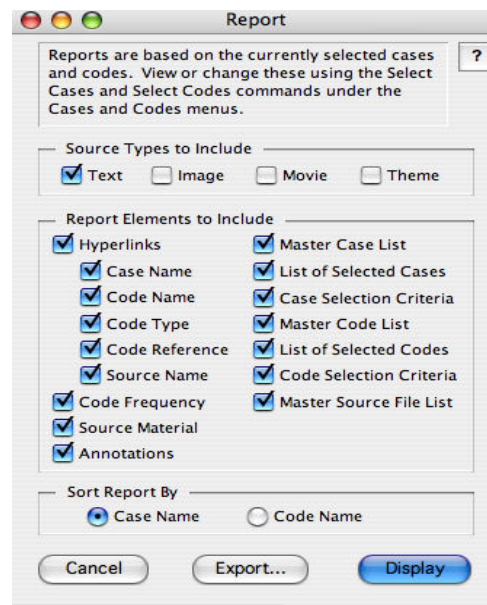 Report
Reports are based on the currently selected cases
and codes. View or change these using the Select
Cases and Select Codes commands under the
Cases and Codes menus.
?
Source Types to Include
Text Image Movie Theme
Report Elements to Include
Hyperlinks
Case Name
Code Name
Code Type
Code Reference
Source Name
Code Frequency
Source Material
Annotations
Master Case List
List of Selected Cases
Case Selection Criteria
Master Code List
List of Selected Codes
Code Selection Criteria
Master Source File List
Sort Report By
Case Name Code Name
Cancel Export... Display